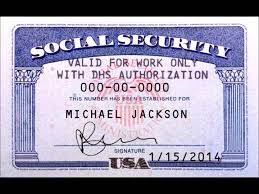 SOCIAL SECURITY
VALID FOR WORK ONLY
WITH DHS AUTHORIZATION
000-00-0000
THIS NUMBER HAS BEEN ESTABLISHED FOR
MICHAEL JACKSON
SIGNATURE
USA
1/15/2014